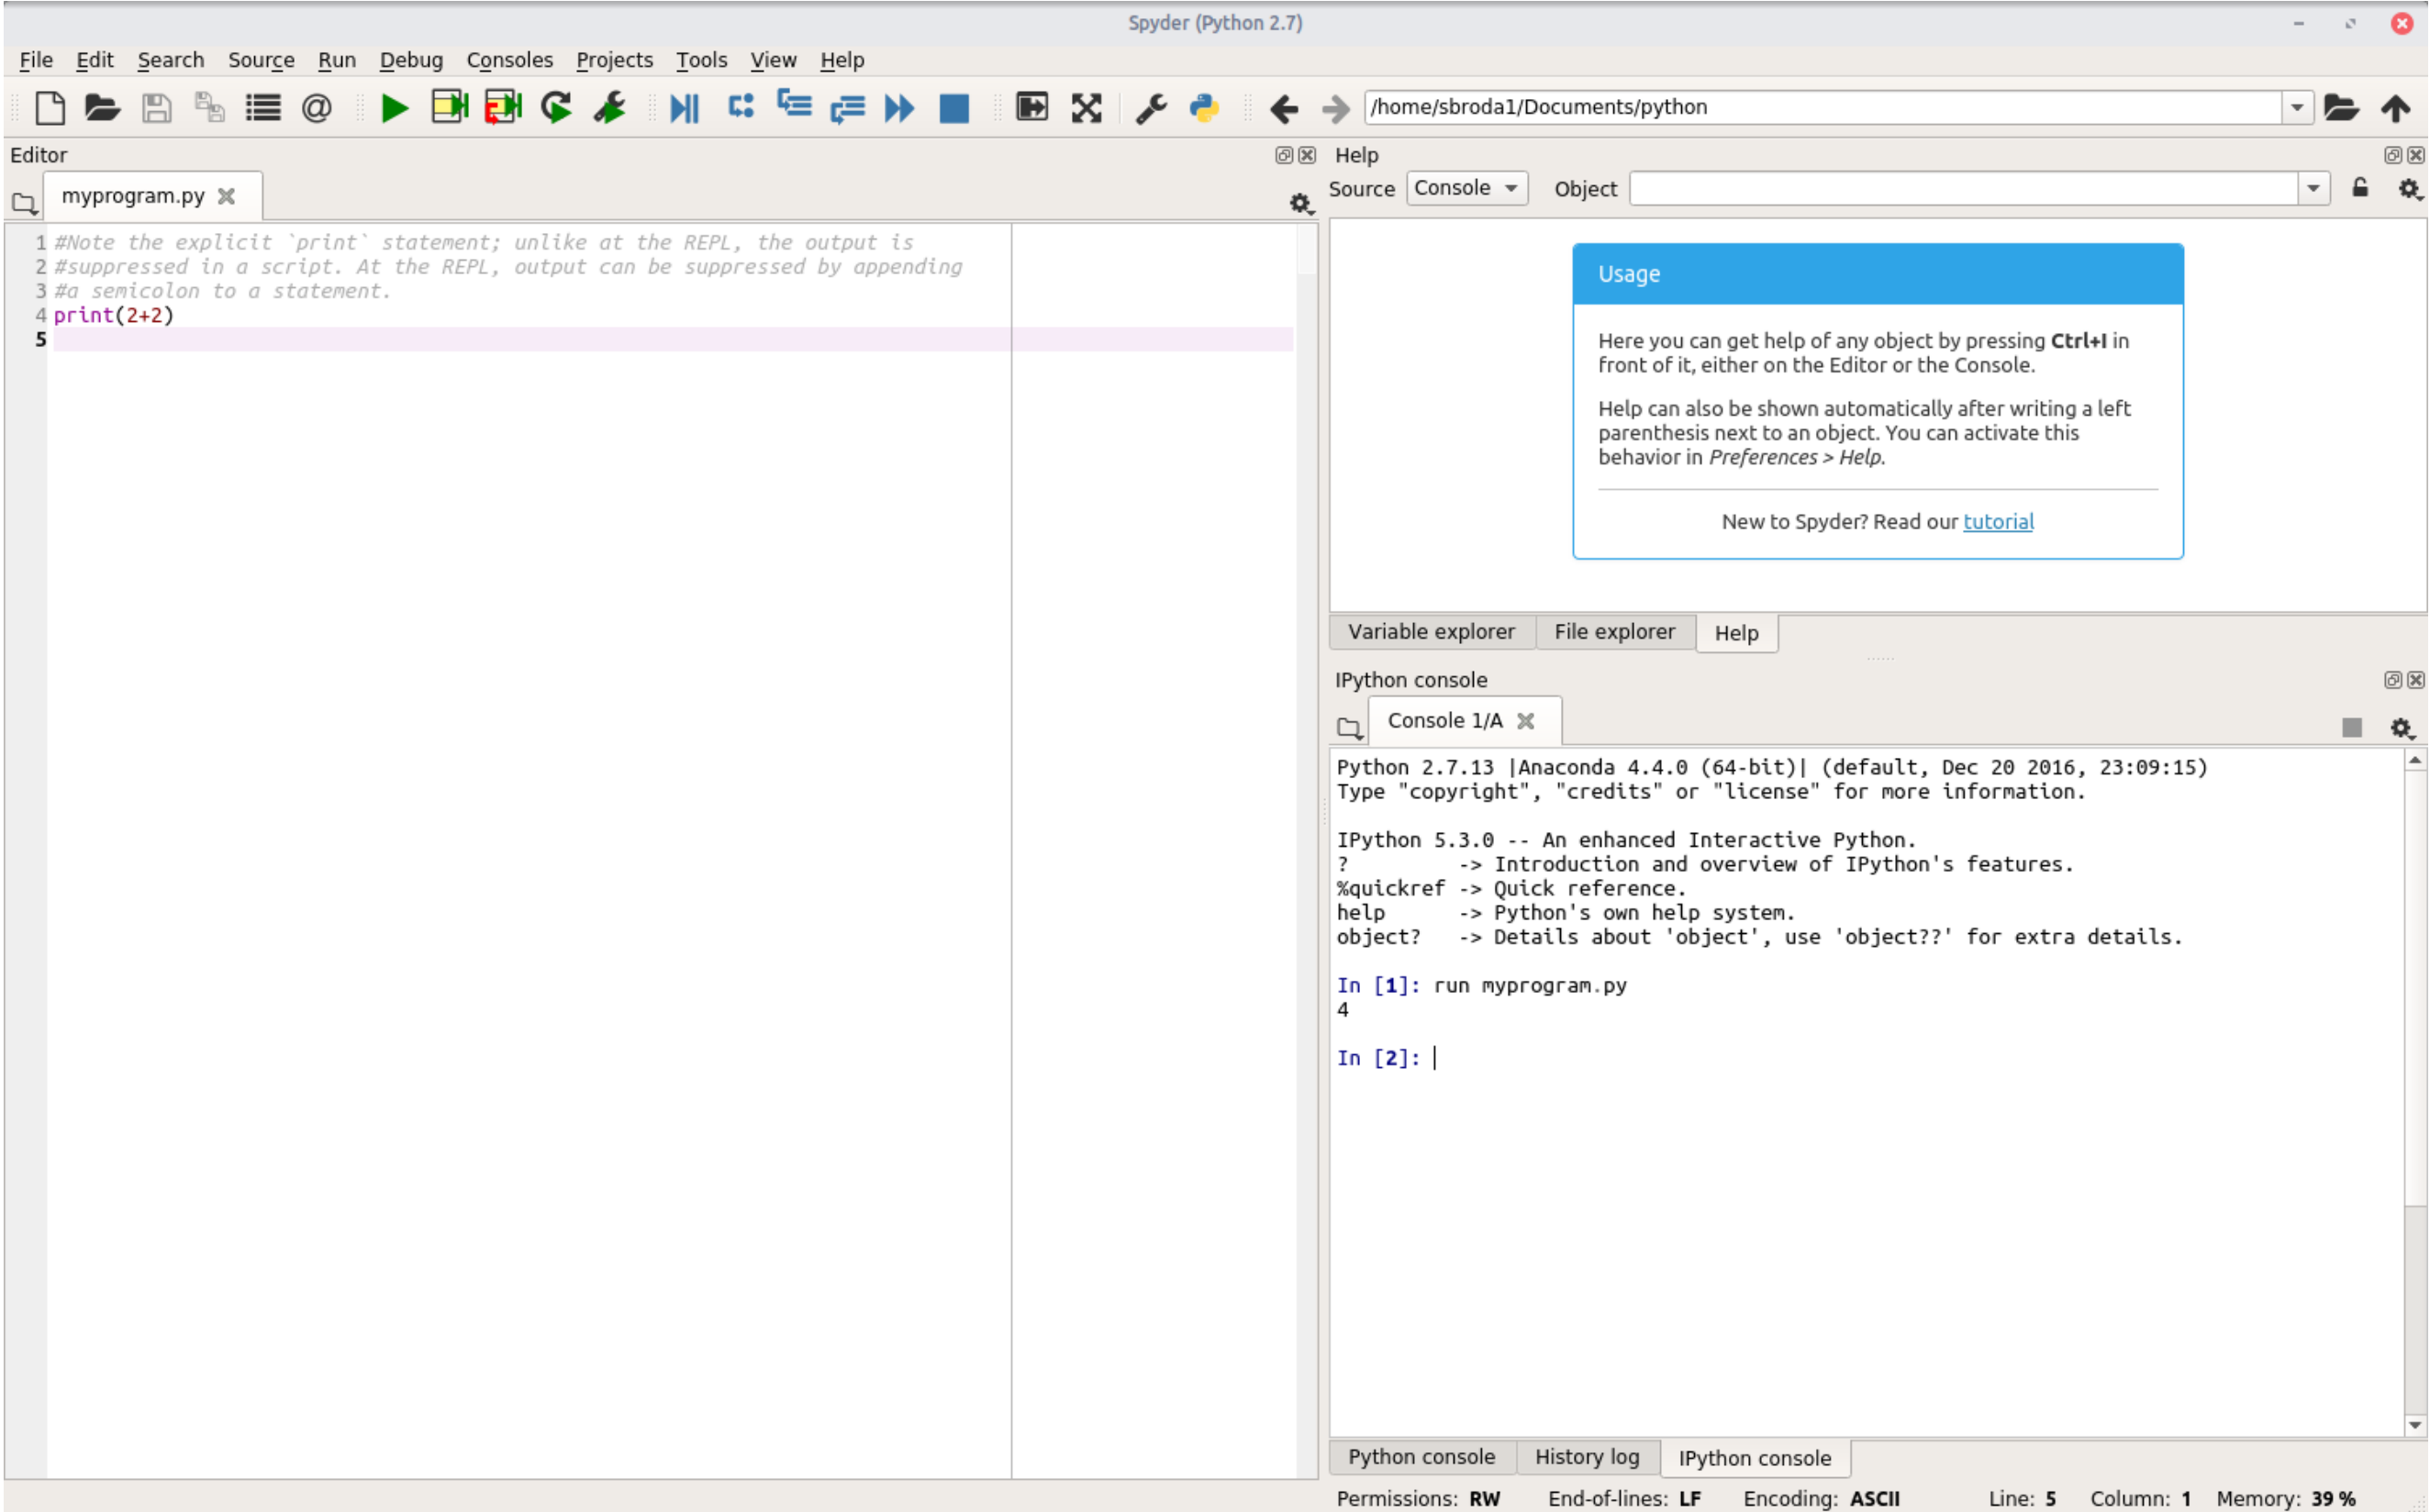 Spyder (Python 2.7)
File Edit Search Source Run Debug Consoles Projects Tools View Help
/home/sbroda1/Documents/python
Editor
myprogram.py
1 #Note the explicit `print` statement; unlike at the REPL, the output is
2 #suppressed in a script. At the REPL, output can be suppressed by appending
3 #a semicolon to a statement.
4 print(2+2)
5
Help
Source Console Object
Usage
Here you can get help of any object by pressing Ctrl+I in
front of it, either on the Editor or the Console.
Help can also be shown automatically after writing a left
parenthesis next to an object. You can activate this
behavior in Preferences > Help.
New to Spyder? Read our tutorial
Variable explorer File explorer Help
IPython console
Console 1/A
Python 2.7.13 |Anaconda 4.4.0 (64-bit)| (default, Dec 20 2016, 23:09:15)
Type "copyright", "credits" or "license" for more information.
IPython 5.3.0 -- An enhanced Interactive Python.
? -> Introduction and overview of IPython's features.
%quickref -> Quick reference.
help -> Python's own help system.
object? -> Details about 'object', use 'object??' for extra details.
In [1]: run myprogram.py
4
In [2]:
Python console History log IPython console
Permissions: RW End-of-lines: LF Encoding: ASCII Line: 5 Column: 1 Memory: 39 %